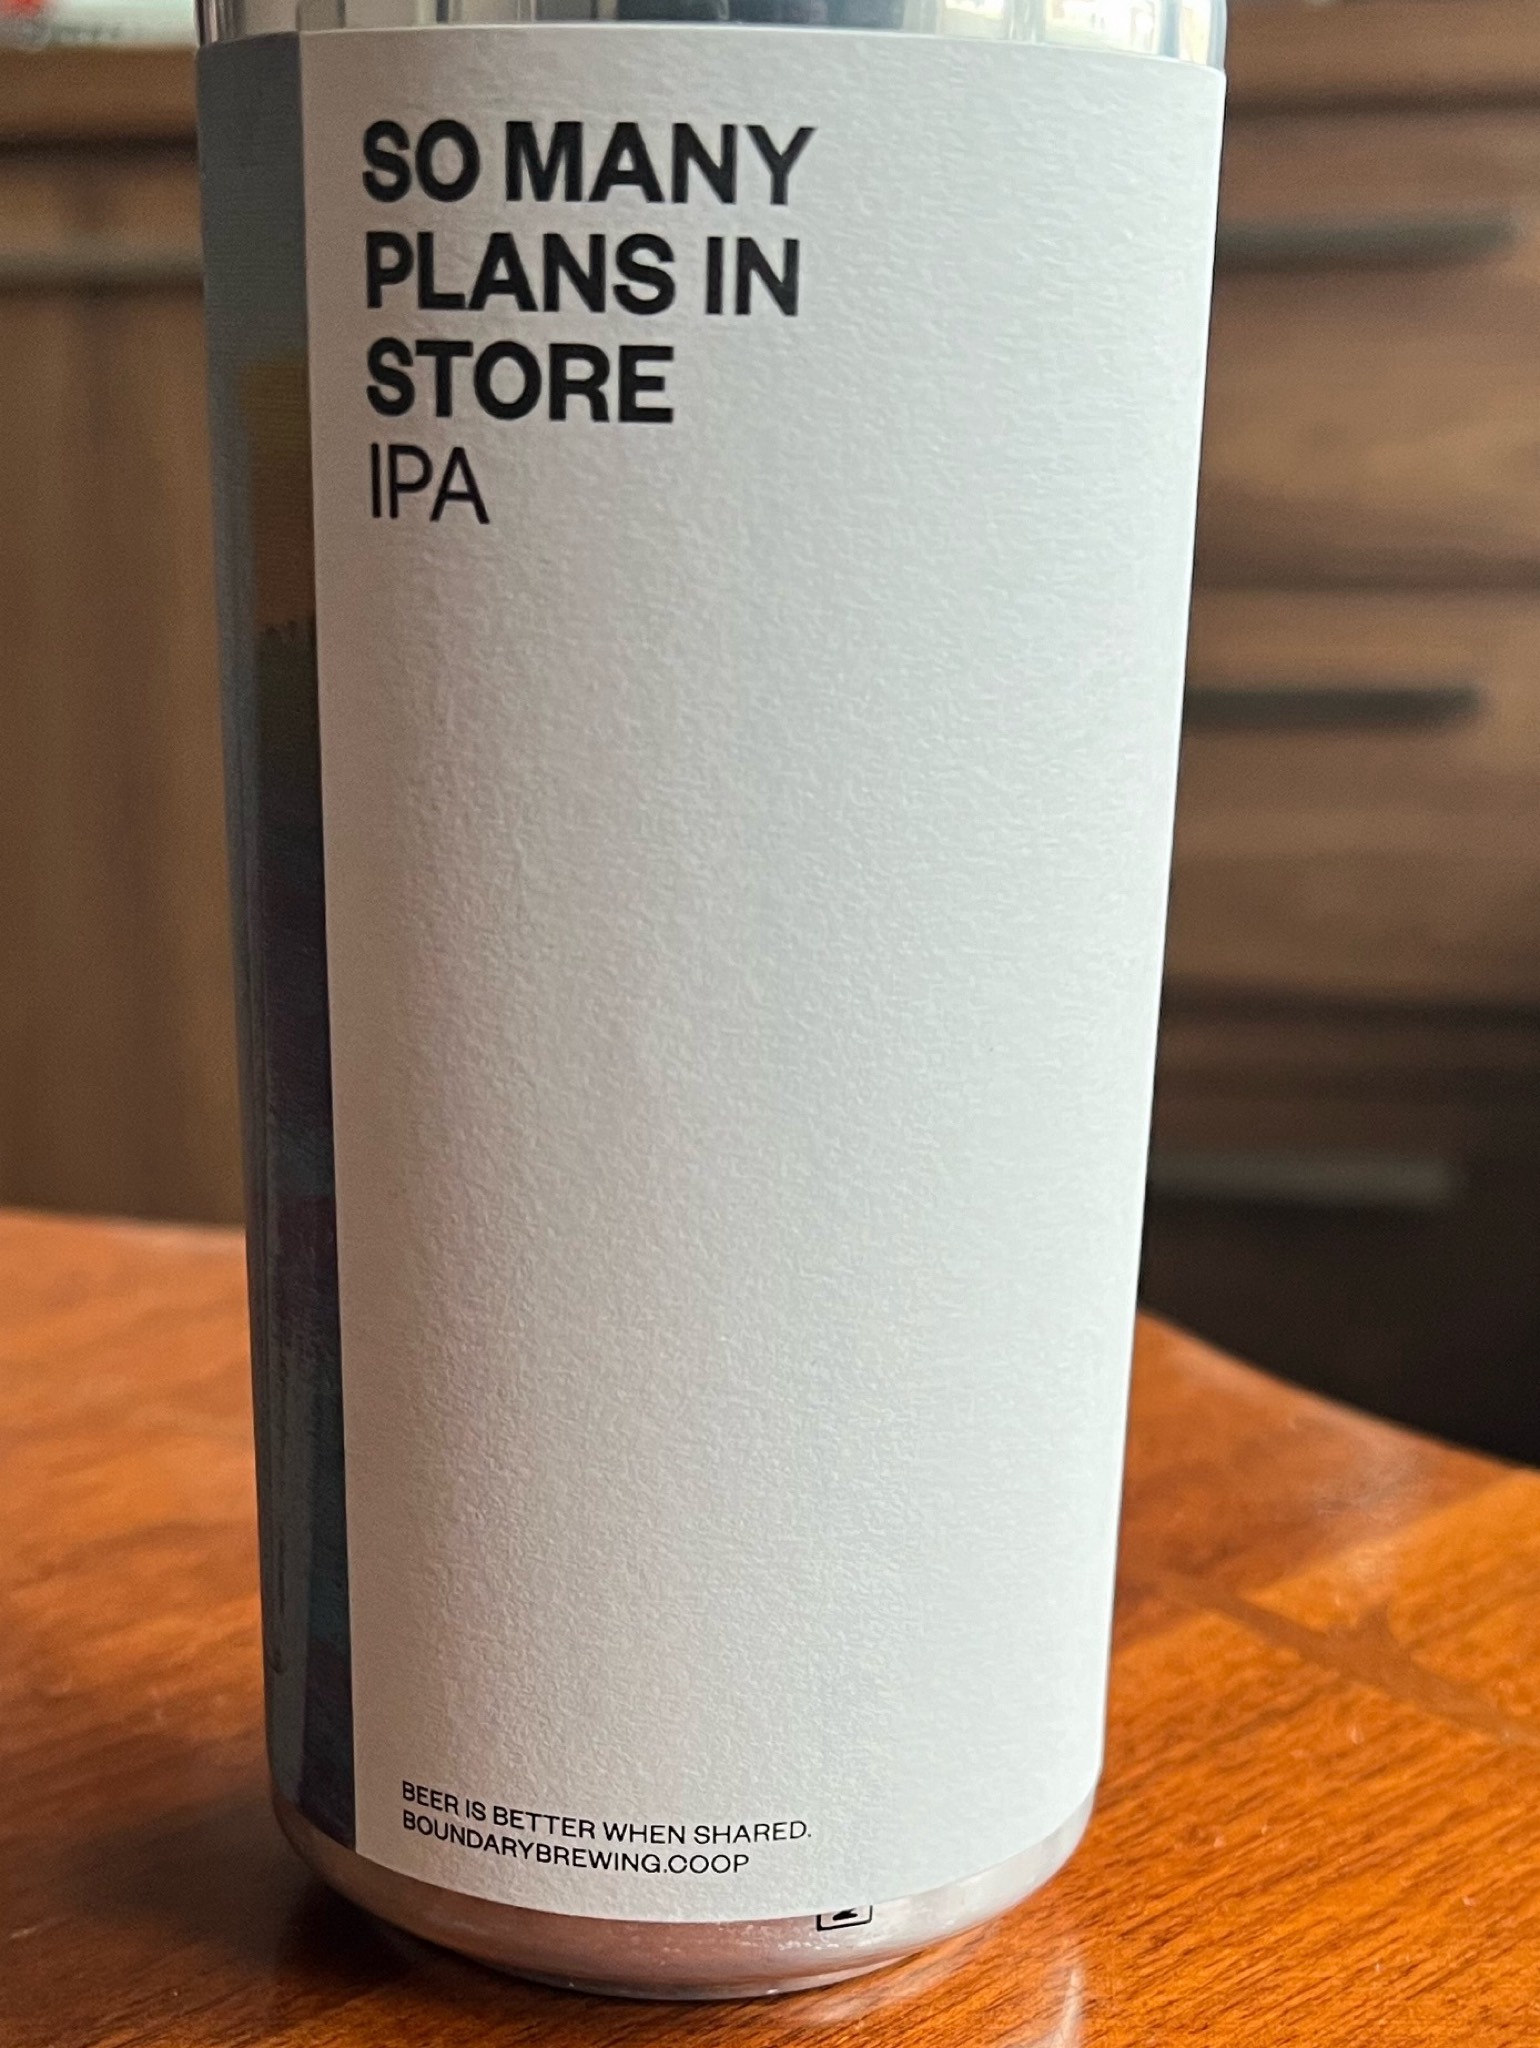 SO MANY
PLANS IN
STORE
IPA
BEER IS BETTER WHEN SHARED.
BOUNDARYBREWING.COOP